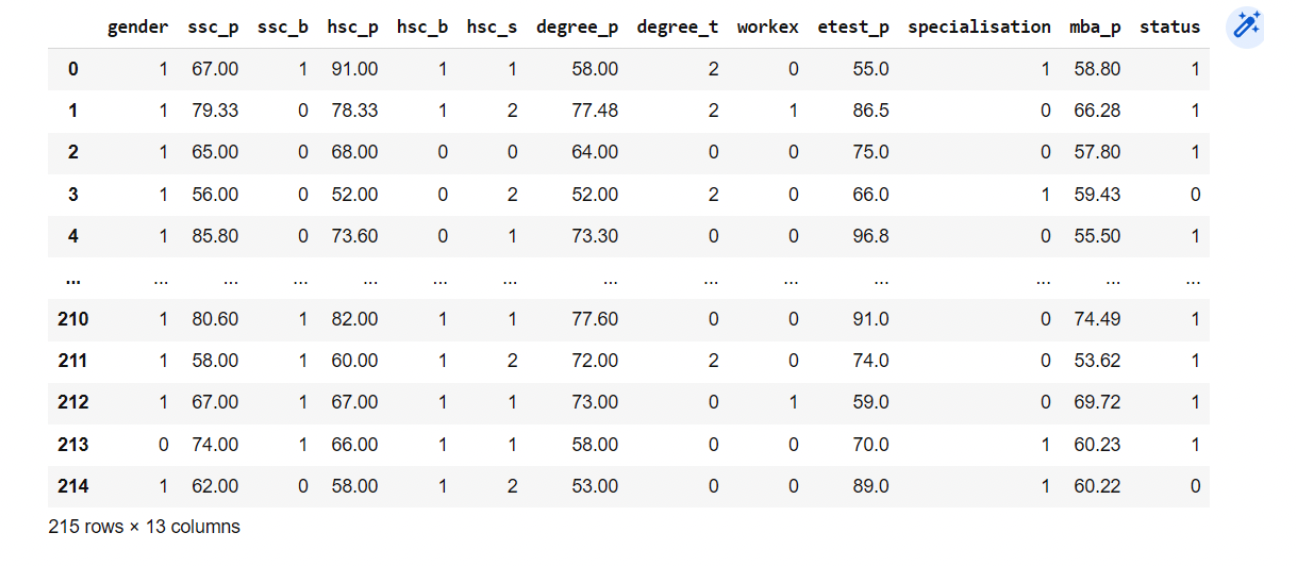 gender ssc_p ssc_b hsc_p hsc_b hsc_s degree_p degree_t workex etest_p specialisation mba_p status
0 1 67.00 1 91.00 1 1 58.00 2 0 55.0 1 58.80 1
1 1 79.33 0 78.33 1 2 77.48 2 1 86.5 0 66.28 1
2 1 65.00 0 68.00 0 0 64.00 0 0 75.0 0 57.80 1
3 1 56.00 0 52.00 0 2 52.00 2 0 66.0 1 59.43 0
4 1 85.80 0 73.60 0 1 73.30 0 0 96.8 0 55.50 1
... ... ... ... ... ... ... ... ... ... ... ... ... ...
210 1 80.60 1 82.00 1 1 77.60 0 0 91.0 0 74.49 1
211 1 58.00 1 60.00 1 2 72.00 2 0 74.0 0 53.62 1
212 1 67.00 1 67.00 1 1 73.00 0 1 59.0 0 69.72 1
213 0 74.00 1 66.00 1 1 58.00 0 0 70.0 1 60.23 1
214 1 62.00 0 58.00 1 2 53.00 0 0 89.0 1 60.22 0
215 rows × 13 columns